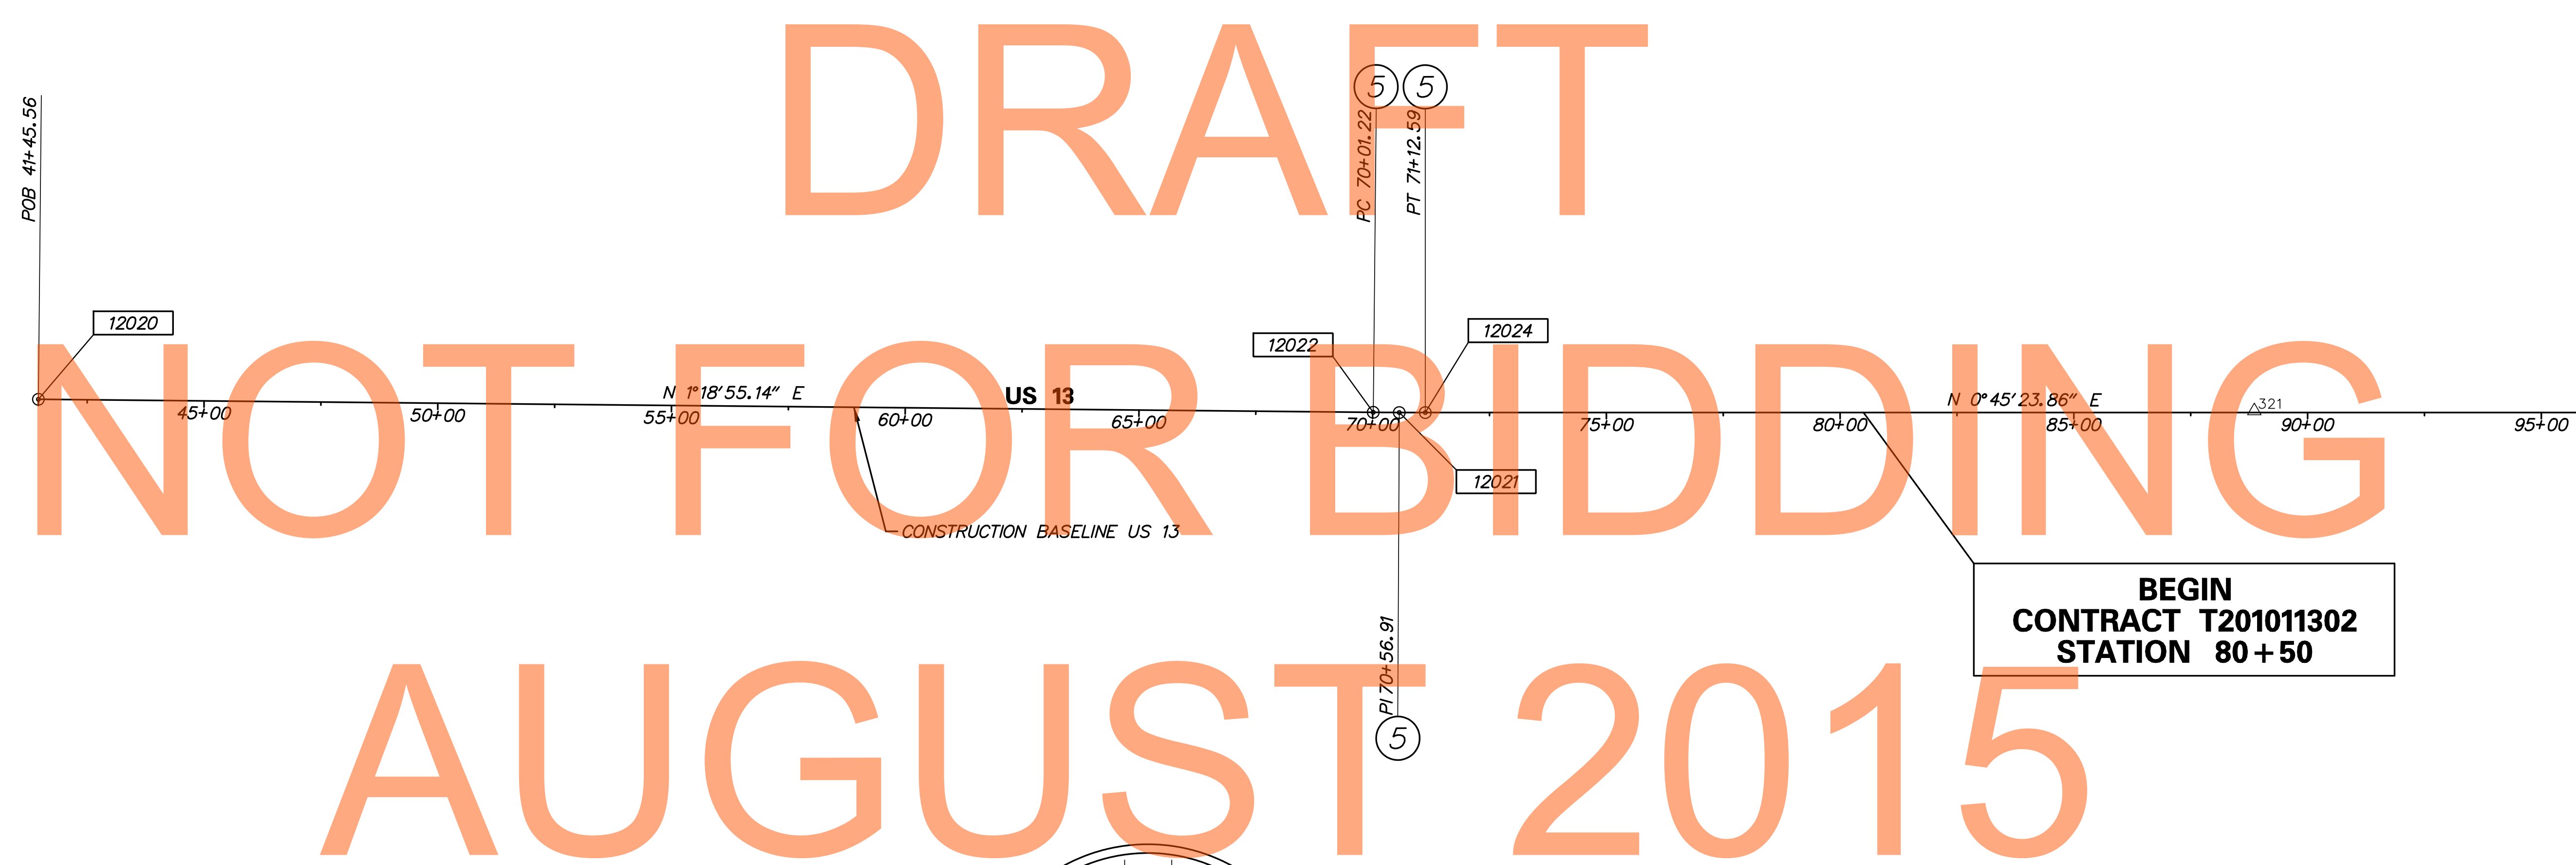 DRAFT
NOT FOR BIDDING
AUGUST 2015
POB 41+45.56
5
5
PC 70+01.22
PT 71+12.59
12020
12022
12024
N 1°18'55.14" E
US 13
N 0°45'23.86" E
321
45+00
50+00
55+00
60+00
65+00
70+00
75+00
80+00
85+00
90+00
95+00
12021
CONSTRUCTION BASELINE US 13
PI 70+56.91
5
BEGIN
CONTRACT T201011302
STATION 80+50